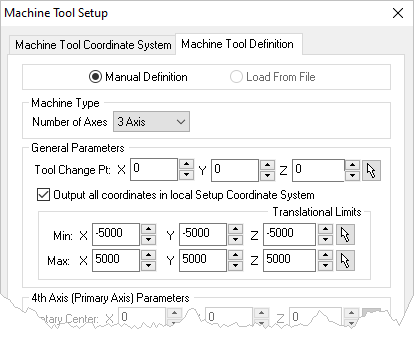 Machine Tool Setup
Machine Tool Coordinate System Machine Tool Definition
Manual Definition Load From File
Machine Type
Number of Axes 3 Axis
General Parameters
Tool Change Pt: X 0 Y 0 Z 0
Output all coordinates in local Setup Coordinate System
Translational Limits
Min: X -5000 Y -5000 Z -5000
Max: X 5000 Y 5000 Z 5000
4th Axis (Primary Axis) Parameters
Center: X 0 Y 0 Z 0